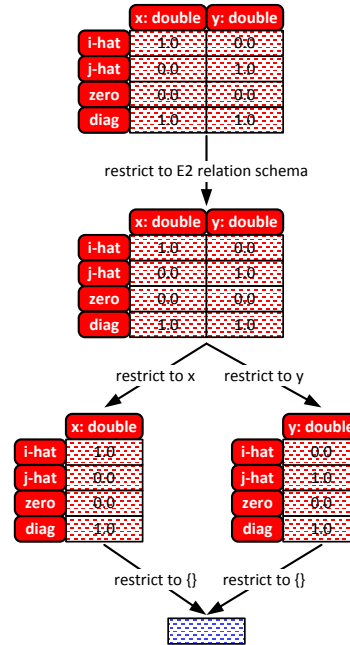 x: double y: double
i-hat 1.0 0.0
j-hat 0.0 1.0
zero 0.0 0.0
diag 1.0 1.0
restrict to E2 relation schema
x: double y: double
i-hat 1.0 0.0
j-hat 0.0 1.0
zero 0.0 0.0
diag 1.0 1.0
restrict to x restrict to y
x: double y: double
i-hat 1.0 i-hat 0.0
j-hat 0.0 j-hat 1.0
zero 0.0 zero 0.0
diag 1.0 diag 1.0
restrict to {} restrict to {}